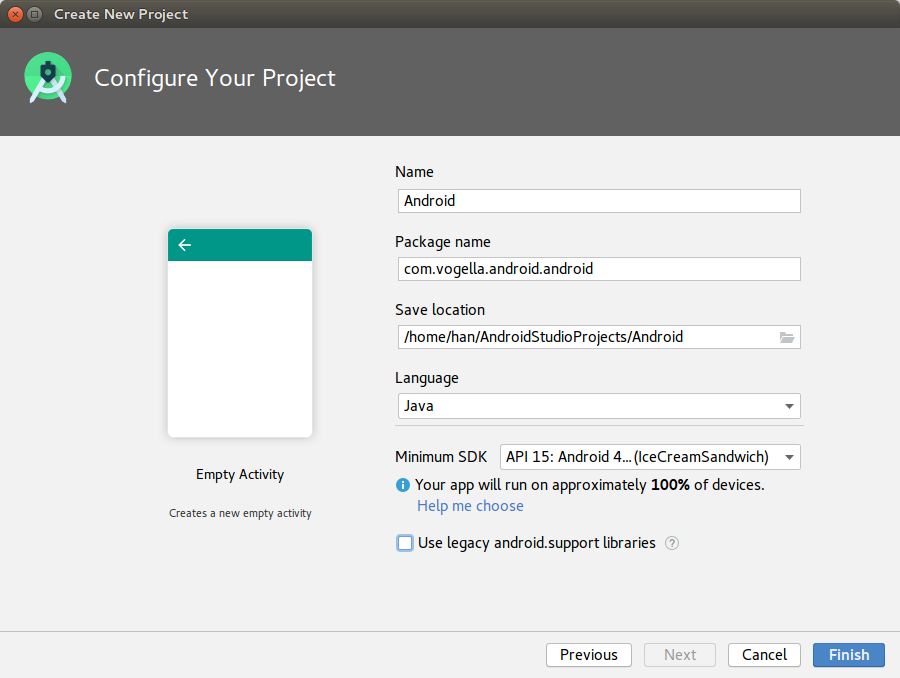 Create New Project
Configure Your Project
Name
Android
Package name
com.vogella.android.android
Save location
/home/han/AndroidStudioProjects/Android
Language
Java
Minimum SDK API 15: Android 4...(IceCreamSandwich)
Your app will run on approximately 100% of devices.
Help me choose
Use legacy android.support libraries ?
Empty Activity
Creates a new empty activity
Previous Next Cancel Finish